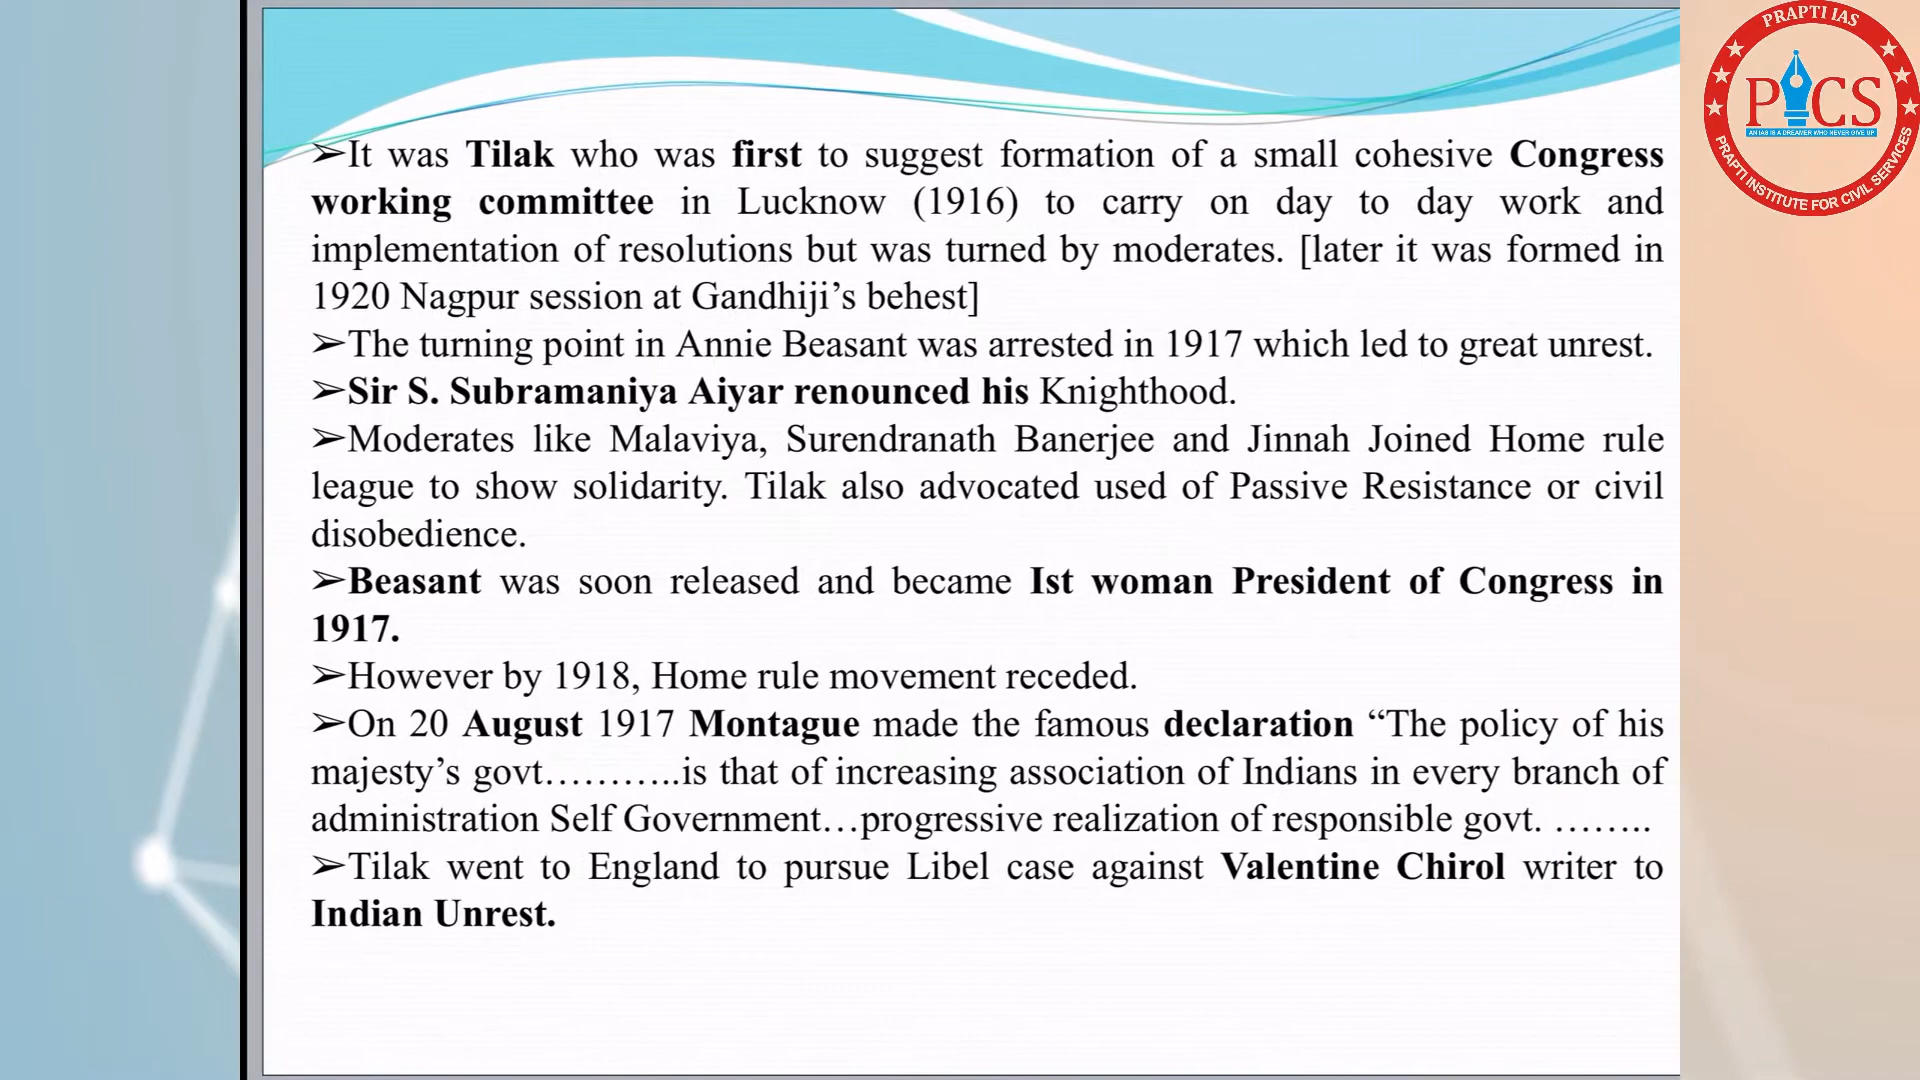 ➢It was Tilak who was first to suggest formation of a small cohesive Congress
working committee in Lucknow (1916) to carry on day to day work and
implementation of resolutions but was turned by moderates. [later it was formed in
1920 Nagpur session at Gandhiji’s behest]
➢The turning point in Annie Beasant was arrested in 1917 which led to great unrest.
➢Sir S. Subramaniya Aiyar renounced his Knighthood.
➢Moderates like Malaviya, Surendranath Banerjee and Jinnah Joined Home rule
league to show solidarity. Tilak also advocated used of Passive Resistance or civil
disobedience.
➢Beasant was soon released and became Ist woman President of Congress in
1917.
➢However by 1918, Home rule movement receded.
➢On 20 August 1917 Montague made the famous declaration “The policy of his
majesty’s govt………..is that of increasing association of Indians in every branch of
administration Self Government…progressive realization of responsible govt. ……..
➢Tilak went to England to pursue Libel case against Valentine Chirol writer to
Indian Unrest.
PRAPTI IAS
PICS
AN IAS IS A DREAMER WHO NEVER GIVE UP
PRAPTI INSTITUTE FOR CIVIL SERVICES